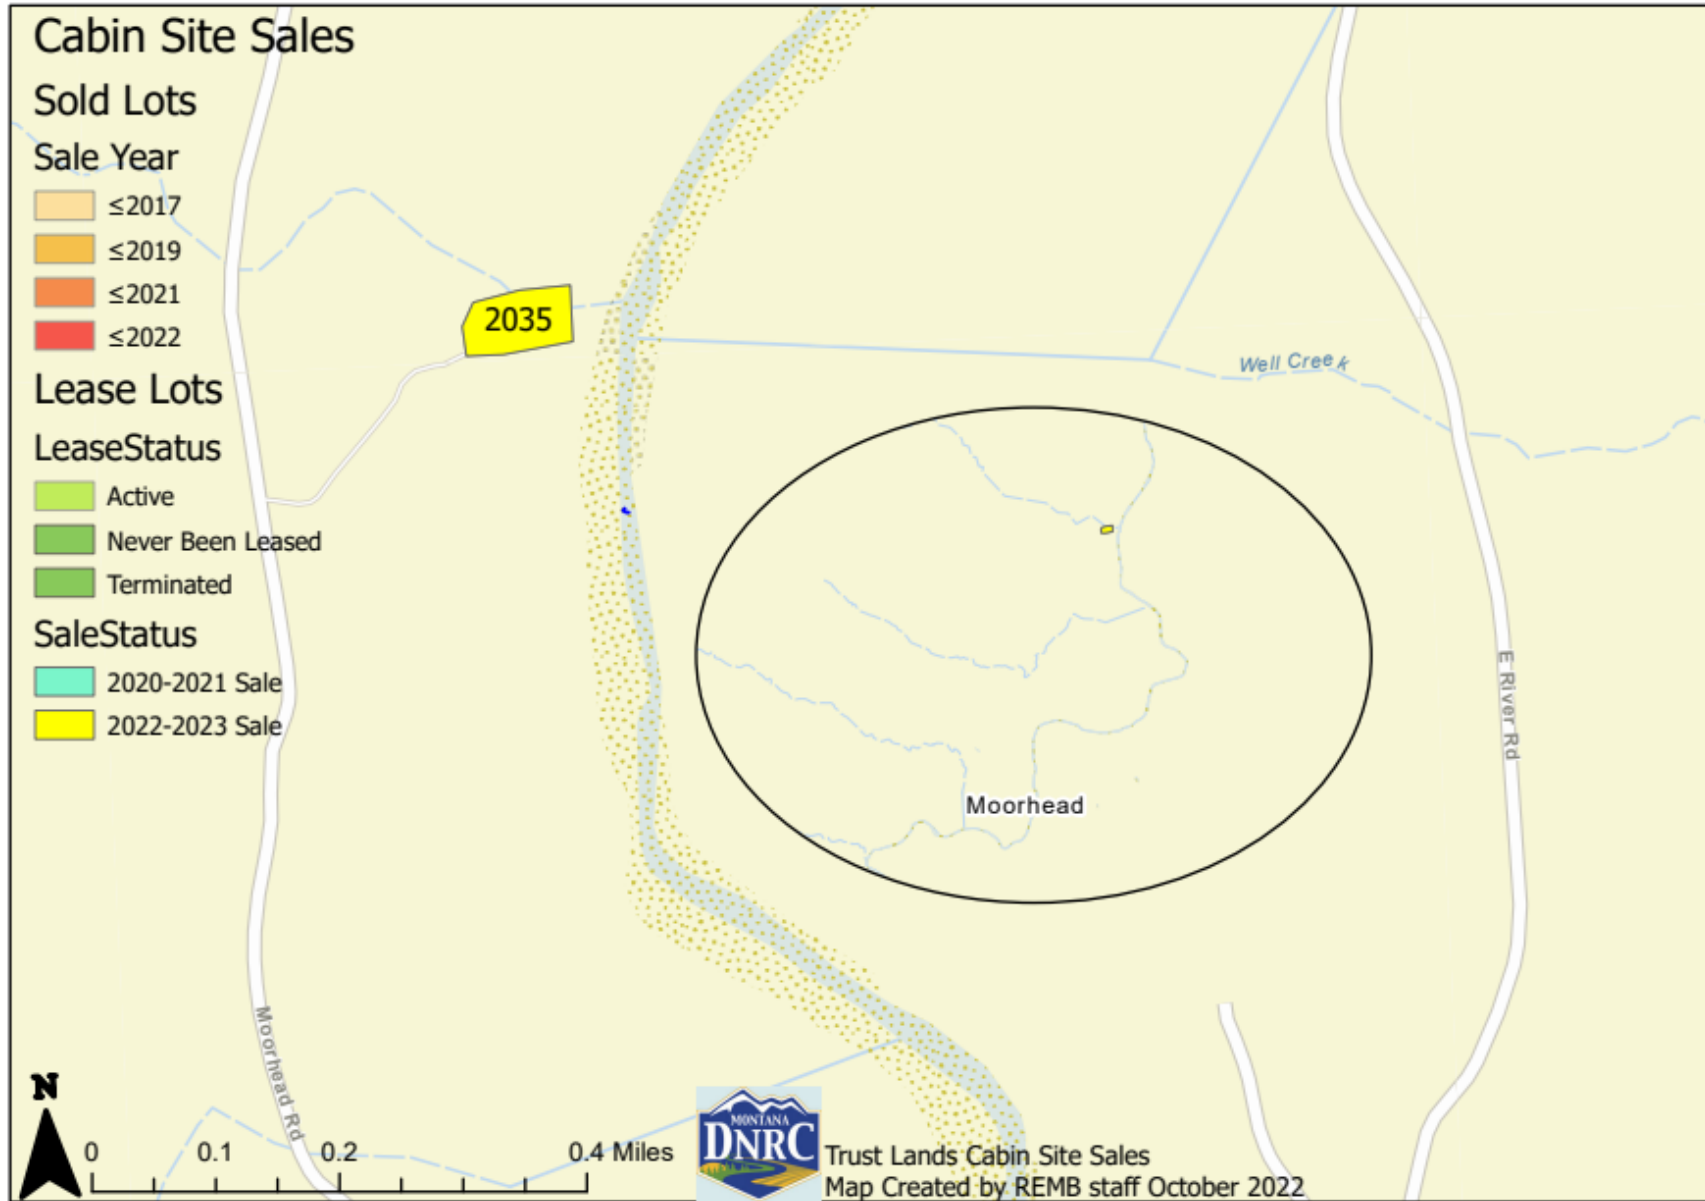 Cabin Site Sales
Sold Lots
Sale Year
≤2017
≤2019
≤2021
≤2022
Lease Lots
LeaseStatus
Active
Never Been Leased
Terminated
SaleStatus
2020-2021 Sale
2022-2023 Sale
2035
Well Creek
Moorhead
E River Rd
Moorhead Rd
N
0 0.1 0.2 0.4 Miles
MONTANA
DNRC
Trust Lands Cabin Site Sales
Map Created by REMB staff October 2022